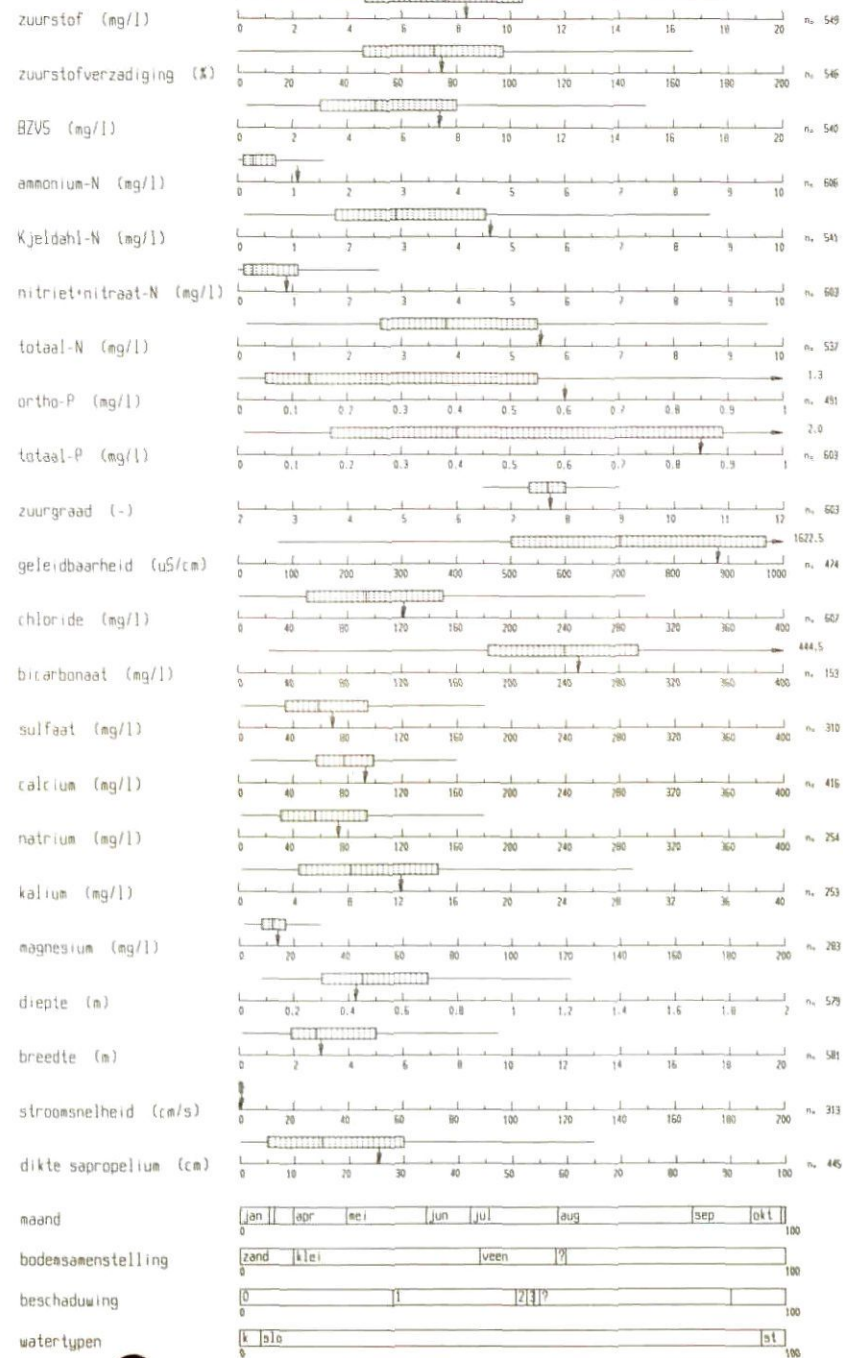 zuurstof (mg/l) 0 2 4 6 8 10 12 14 16 18 20 n= 549
zuurstofverzadiging (%) 0 20 40 60 80 100 120 140 160 180 200 n= 546
BZV5 (mg/l) 0 2 4 6 8 10 12 14 16 18 20 n= 540
ammonium-N (mg/l) 0 1 2 3 4 5 6 7 8 9 10 n= 606
Kjeldahl-N (mg/l) 0 1 2 3 4 5 6 7 8 9 10 n= 541
nitriet+nitraat-N (mg/l) 0 1 2 3 4 5 6 7 8 9 10 n= 603
totaal-N (mg/l) 0 1 2 3 4 5 6 7 8 9 10 n= 537
1.3
ortho-P (mg/l) 0 0.1 0.2 0.3 0.4 0.5 0.6 0.7 0.8 0.9 1 n= 491
2.0
totaal-P (mg/l) 0 0.1 0.2 0.3 0.4 0.5 0.6 0.7 0.8 0.9 1 n= 603
zuurgraad (-) 2 3 4 5 6 7 8 9 10 11 12 n= 603
1622.5
geleidbaarheid (uS/cm) 0 100 200 300 400 500 600 700 800 900 1000 n= 474
chloride (mg/l) 0 40 80 120 160 200 240 280 320 360 400 n= 607
444.5
bicarbonaat (mg/l) 0 40 80 120 160 200 240 280 320 360 400 n= 153
sulfaat (mg/l) 0 40 80 120 160 200 240 280 320 360 400 n= 310
calcium (mg/l) 0 40 80 120 160 200 240 280 320 360 400 n= 416
natrium (mg/l) 0 40 80 120 160 200 240 280 320 360 400 n= 254
kalium (mg/l) 0 4 8 12 16 20 24 28 32 36 40 n= 253
magnesium (mg/l) 0 20 40 60 80 100 120 140 160 180 200 n= 283
diepte (m) 0 0.2 0.4 0.6 0.8 1 1.2 1.4 1.6 1.8 2 n= 579
breedte (m) 0 2 4 6 8 10 12 14 16 18 20 n= 581
stroomsnelheid (cm/s) 0 20 40 60 80 100 120 140 160 180 200 n= 313
dikte sapropelium (cm) 0 10 20 30 40 50 60 70 80 90 100 n= 445
maand jan apr mei jun jul aug sep okt
0 100
bodemsamenstelling zand klei veen ?
0 100
beschaduwing 0 1 2 3 ?
0 100
watertypen k slo st
0 100